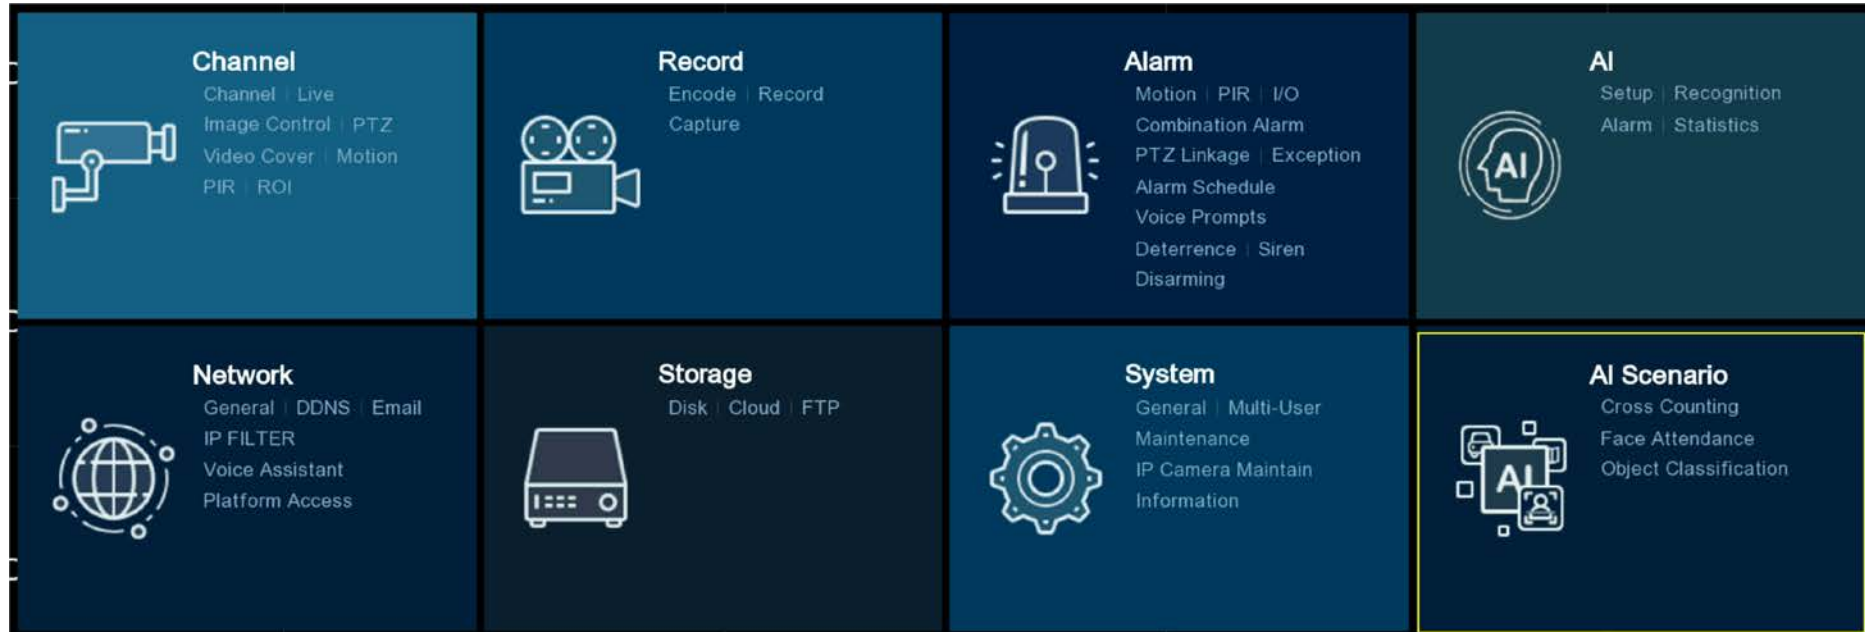 Channel
Channel | Live
Image Control | PTZ
Video Cover | Motion
PIR | ROI
Record
Encode | Record
Capture
Alarm
Motion | PIR | I/O
Combination Alarm
PTZ Linkage | Exception
Alarm Schedule
Voice Prompts
Deterrence | Siren
Disarming
AI
Setup | Recognition
Alarm | Statistics
AI
Network
General | DDNS | Email
IP FILTER
Voice Assistant
Platform Access
Storage
Disk | Cloud | FTP
System
General | Multi-User
Maintenance
IP Camera Maintain
Information
AI Scenario
Cross Counting
Face Attendance
Object Classification
AI